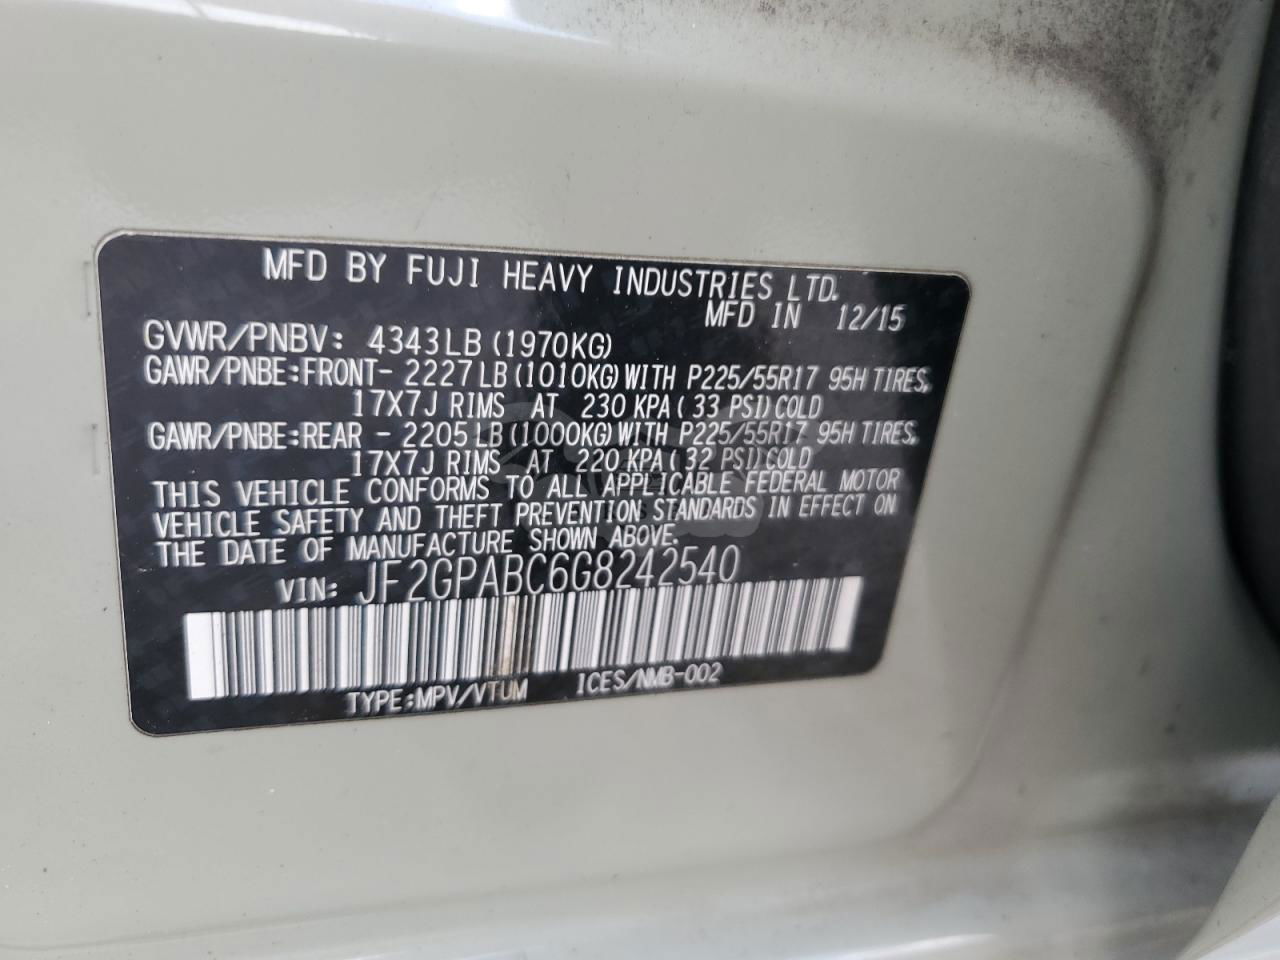 MFD BY FUJI HEAVY INDUSTRIES LTD.
MFD IN 12/15
GVWR/PNBV: 4343LB (1970KG)
GAWR/PNBE:FRONT- 2227LB (1010KG) WITH P225/55R17 95H TIRES,
17X7J RIMS AT 230 KPA( 33 PSI) COLD
GAWR/PNBE:REAR - 2205LB (1000KG) WITH P225/55R17 95H TIRES,
17X7J RIMS AT 220 KPA( 32 PSI) COLD
THIS VEHICLE CONFORMS TO ALL APPLICABLE FEDERAL MOTOR
VEHICLE SAFETY AND THEFT PREVENTION STANDARDS IN EFFECT ON
THE DATE OF MANUFACTURE SHOWN ABOVE.
VIN: JF2GPABC6G8242540
TYPE:MPV/VTUM ICES/NMB-002